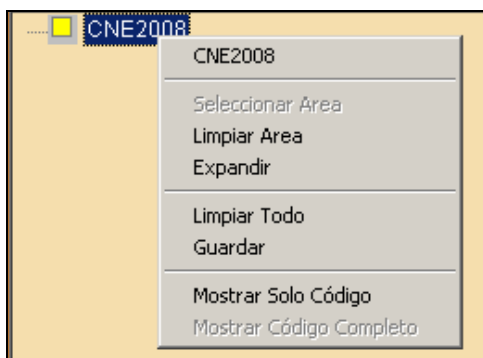 CNE2008
CNE2008
Seleccionar Area
Limpiar Area
Expandir
Limpiar Todo
Guardar
Mostrar Solo Código
Mostrar Código Completo